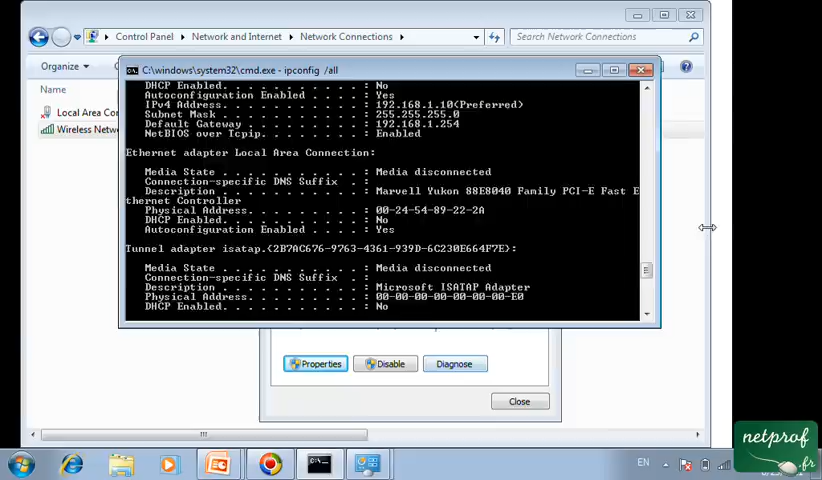 Control Panel ▸ Network and Internet ▸ Network Connections ▸
Search Network Connections
Organize
Name
Local Area Con
Wireless Netw
C:\windows\system32\cmd.exe - ipconfig /all
DHCP Enabled. . . . . . . . . . . : No
Autoconfiguration Enabled . . . . : Yes
IPv4 Address. . . . . . . . . . . : 192.168.1.10(Preferred)
Subnet Mask . . . . . . . . . . . : 255.255.255.0
Default Gateway . . . . . . . . . : 192.168.1.254
NetBIOS over Tcpip. . . . . . . . : Enabled
Ethernet adapter Local Area Connection:
Media State . . . . . . . . . . . : Media disconnected
Connection-specific DNS Suffix  . :
Description . . . . . . . . . . . : Marvell Yukon 88E8040 Family PCI-E Fast E
thernet Controller
Physical Address. . . . . . . . . : 00-24-54-89-22-2A
DHCP Enabled. . . . . . . . . . . : No
Autoconfiguration Enabled . . . . : Yes
Tunnel adapter isatap.{2B7AC676-9763-4361-939D-6C230E664F7E}:
Media State . . . . . . . . . . . : Media disconnected
Connection-specific DNS Suffix  . :
Description . . . . . . . . . . . : Microsoft ISATAP Adapter
Physical Address. . . . . . . . . : 00-00-00-00-00-00-00-E0
DHCP Enabled. . . . . . . . . . . : No
Properties
Disable
Diagnose
Close
EN
netprof
.fr